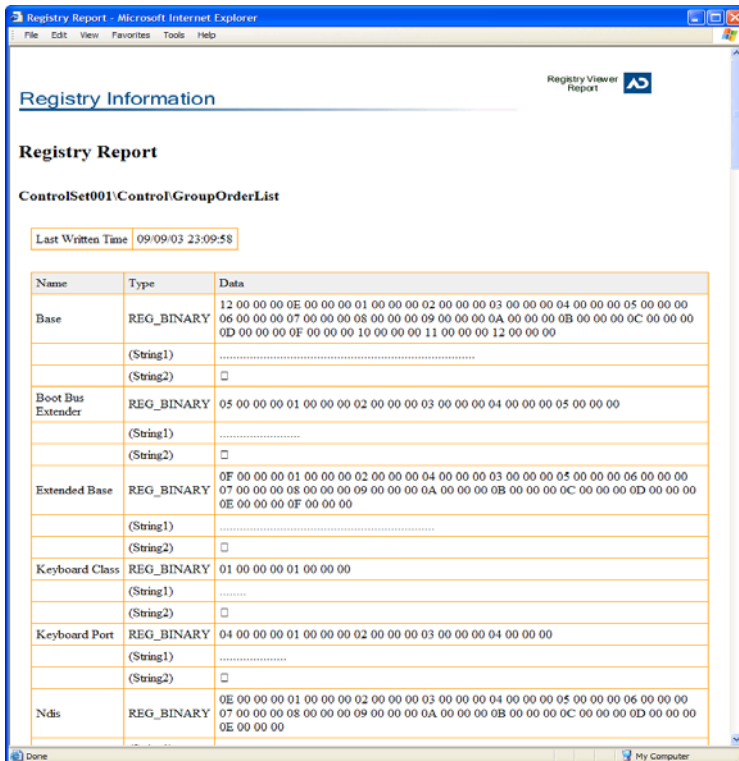 Registry Report - Microsoft Internet Explorer
File Edit View Favorites Tools Help
Registry Viewer
Report
Registry Information
Registry Report
ControlSet001\Control\GroupOrderList
Last Written Time 09/09/03 23:09:58
Name Type Data
Base REG_BINARY 12 00 00 00 0E 00 00 00 01 00 00 00 02 00 00 00 03 00 00 00 04 00 00 00 05 00 00 00
06 00 00 00 07 00 00 00 08 00 00 00 09 00 00 00 0A 00 00 00 0B 00 00 00 0C 00 00 00
0D 00 00 00 0F 00 00 00 10 00 00 00 11 00 00 00 12 00 00 00
(String1) ............................................................................
(String2) □
Boot Bus
Extender REG_BINARY 05 00 00 00 01 00 00 00 02 00 00 00 03 00 00 00 04 00 00 00 05 00 00 00
(String1) ........................
(String2) □
Extended Base REG_BINARY 0F 00 00 00 01 00 00 00 02 00 00 00 04 00 00 00 03 00 00 00 05 00 00 00 06 00 00 00
07 00 00 00 08 00 00 00 09 00 00 00 0A 00 00 00 0B 00 00 00 0C 00 00 00 0D 00 00 00
0E 00 00 00 0F 00 00 00
(String1) ................................................................
(String2) □
Keyboard Class REG_BINARY 01 00 00 00 01 00 00 00
(String1) ........
(String2) □
Keyboard Port REG_BINARY 04 00 00 00 01 00 00 00 02 00 00 00 03 00 00 00 04 00 00 00
(String1) ....................
(String2) □
Ndis REG_BINARY 0E 00 00 00 01 00 00 00 02 00 00 00 03 00 00 00 04 00 00 00 05 00 00 00 06 00 00 00
07 00 00 00 08 00 00 00 09 00 00 00 0A 00 00 00 0B 00 00 00 0C 00 00 00 0D 00 00 00
0E 00 00 00
Done My Computer